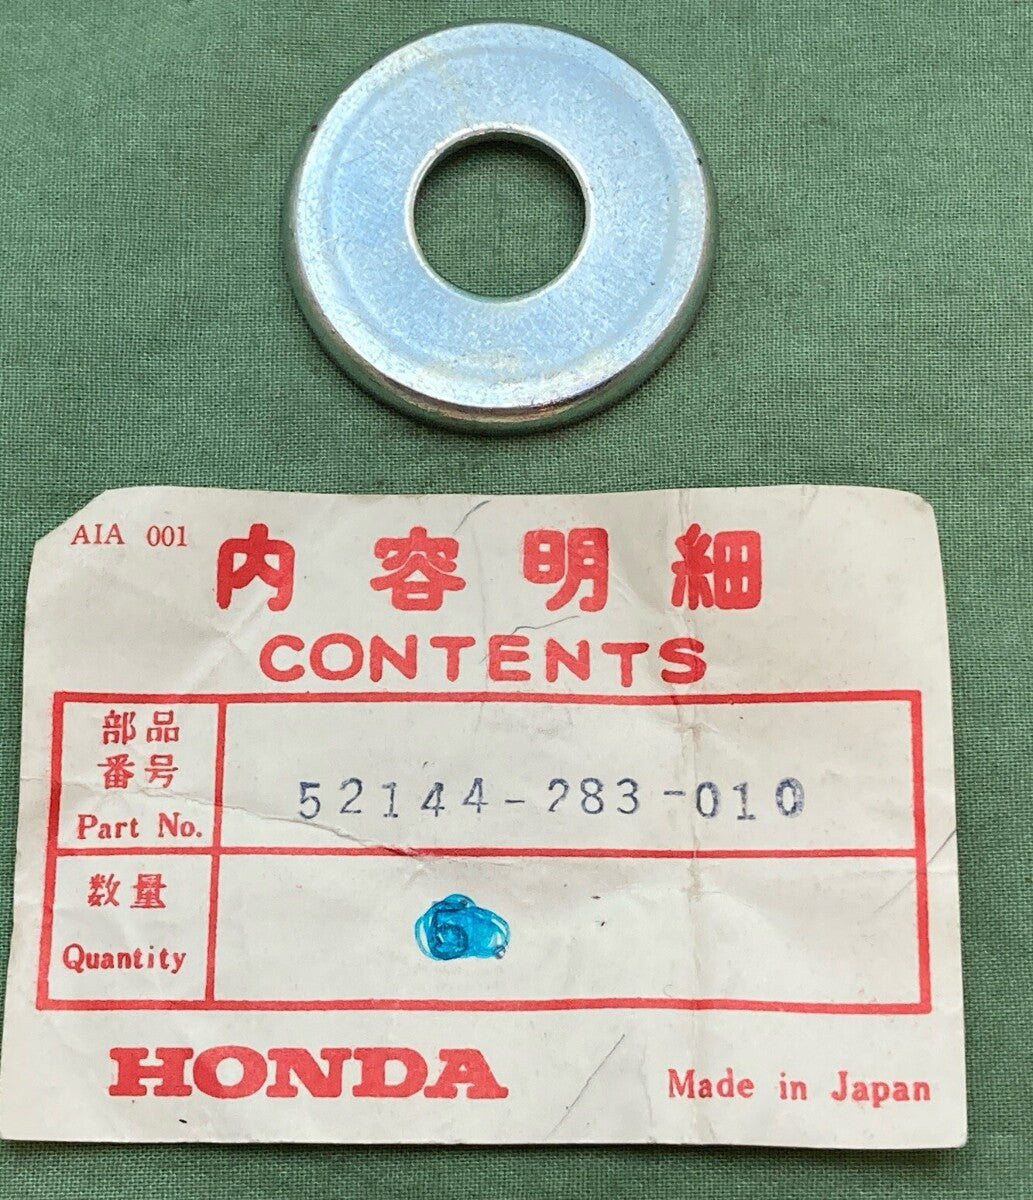 AIA 001
内容明細
CONTENTS
部品
番号
Part No.
52144-283-010
数量
Quantity
5
HONDA
Made in Japan